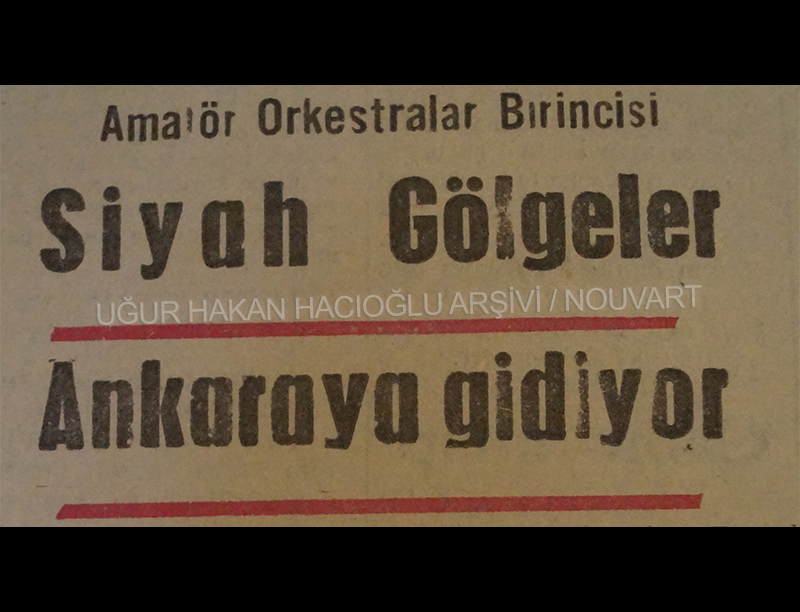 Amatör Orkestralar Birincisi
Siyah Gölgeler
UĞUR HAKAN HACIOĞLU ARŞİVİ / NOUVART
Ankaraya gidiyor